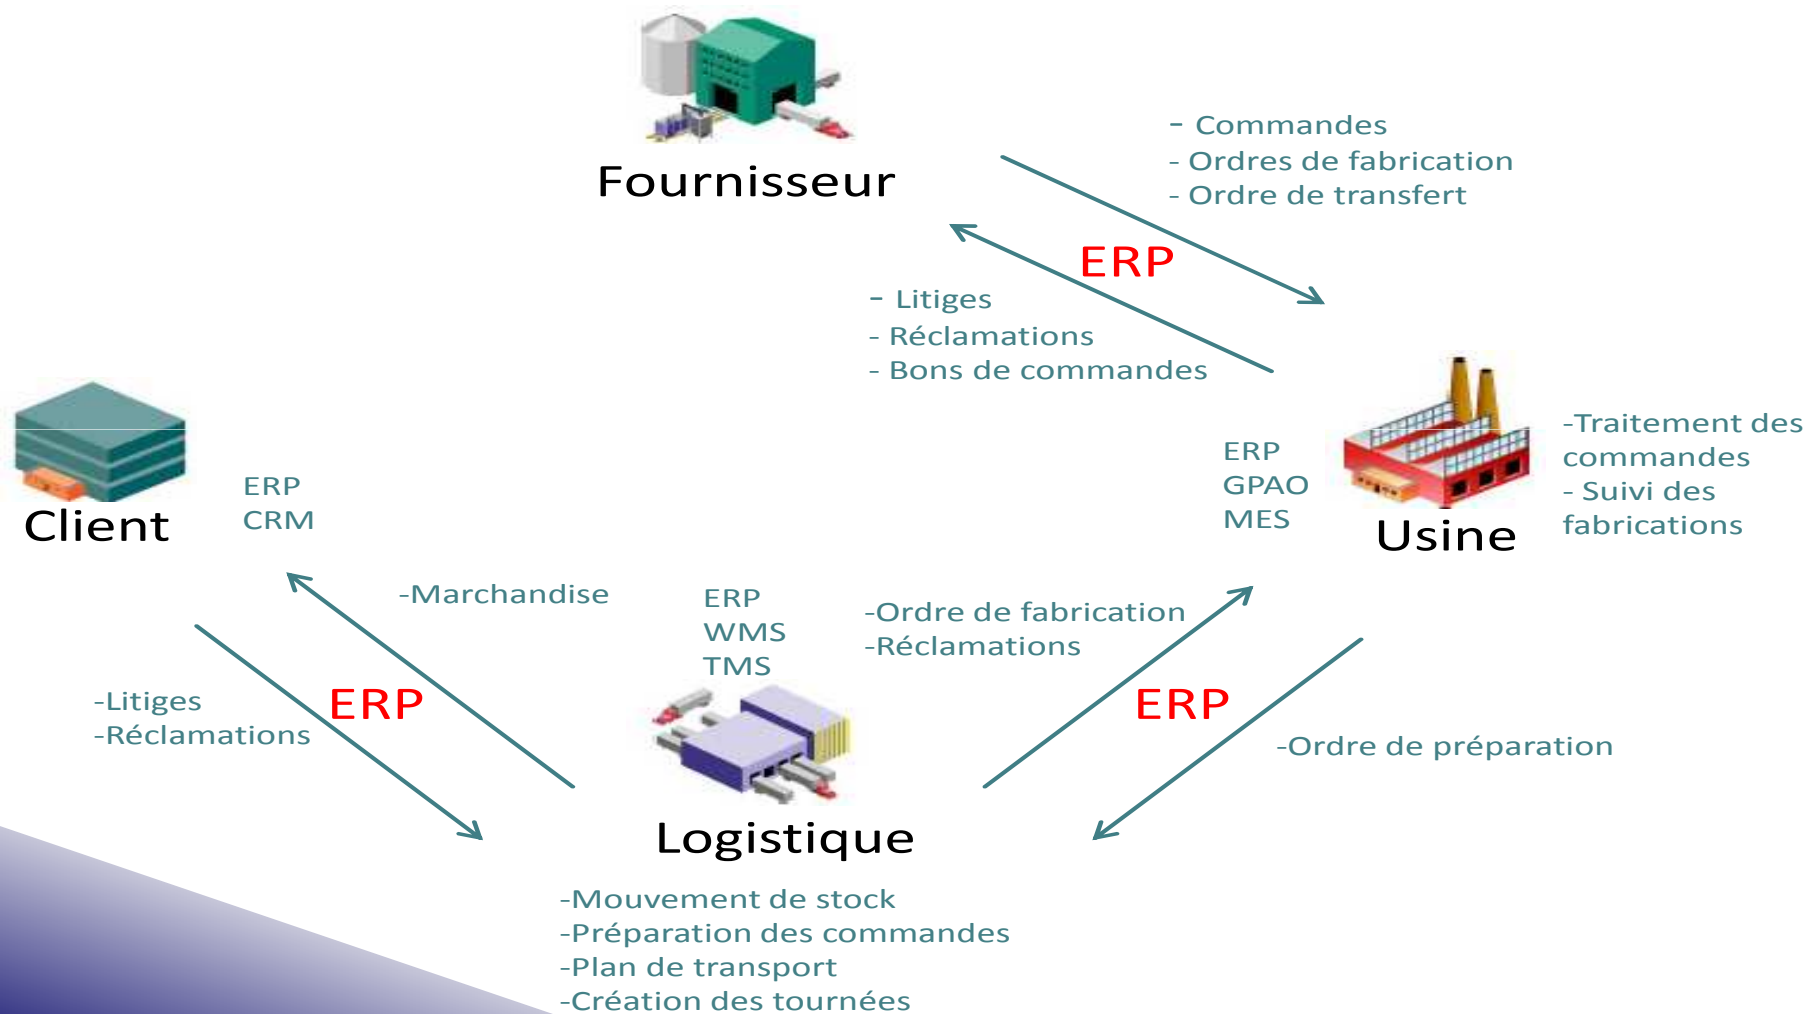 Fournisseur
- Commandes
- Ordres de fabrication
- Ordre de transfert
ERP
- Litiges
- Réclamations
- Bons de commandes
Client
ERP
CRM
ERP
GPAO
MES
Usine
-Traitement des
commandes
- Suivi des
fabrications
-Marchandise
-Litiges
-Réclamations
ERP
ERP
WMS
TMS
-Ordre de fabrication
-Réclamations
ERP
-Ordre de préparation
Logistique
-Mouvement de stock
-Préparation des commandes
-Plan de transport
-Création des tournées